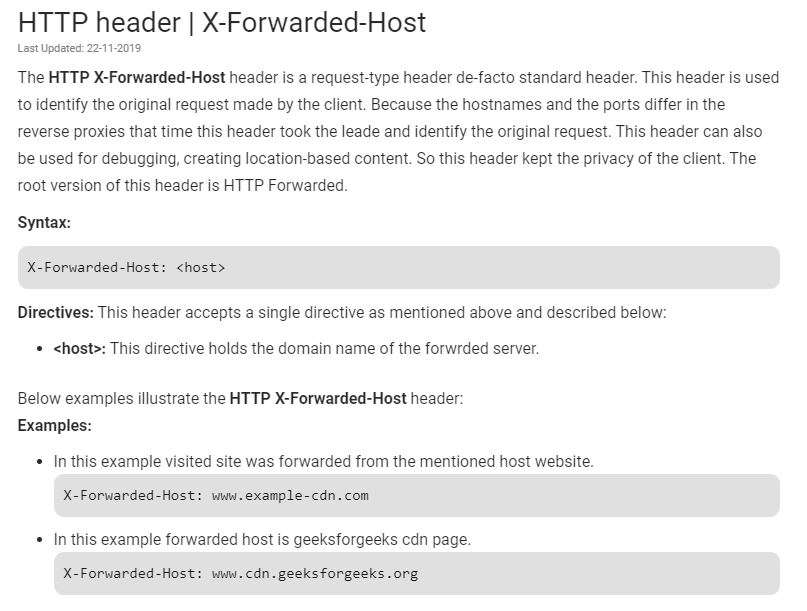 HTTP header | X-Forwarded-Host
Last Updated: 22-11-2019
The HTTP X-Forwarded-Host header is a request-type header de-facto standard header. This header is used
to identify the original request made by the client. Because the hostnames and the ports differ in the
reverse proxies that time this header took the leade and identify the original request. This header can also
be used for debugging, creating location-based content. So this header kept the privacy of the client. The
root version of this header is HTTP Forwarded.
Syntax:
X-Forwarded-Host: <host>
Directives: This header accepts a single directive as mentioned above and described below:
• <host>: This directive holds the domain name of the forwrded server.
Below examples illustrate the HTTP X-Forwarded-Host header:
Examples:
• In this example visited site was forwarded from the mentioned host website.
X-Forwarded-Host: www.example-cdn.com
• In this example forwarded host is geeksforgeeks cdn page.
X-Forwarded-Host: www.cdn.geeksforgeeks.org